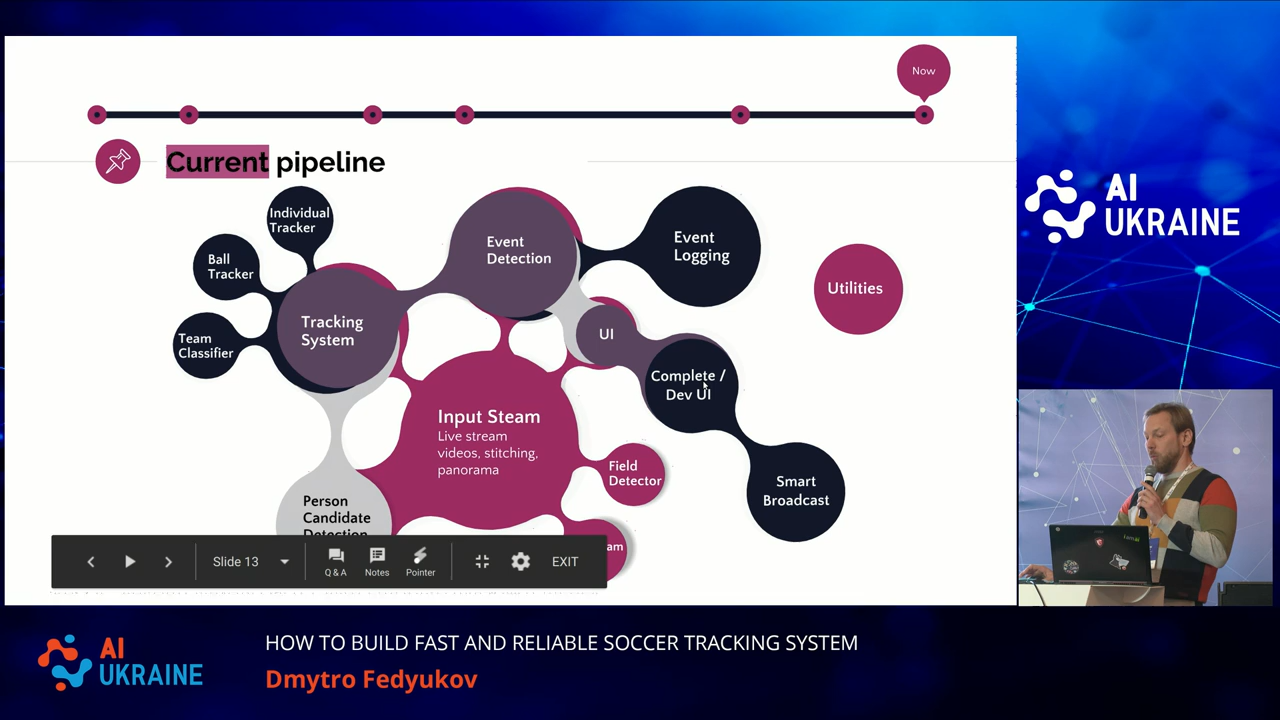 Now
Current pipeline
Individual
Tracker
Ball
Tracker
Team
Classifier
Tracking
System
Event
Detection
Event
Logging
Utilities
UI
Complete /
Dev UI
Smart
Broadcast
Input Steam
Live stream
videos, stitching,
panorama
Field
Detector
Person
Candidate
Detection
Slide 13
Q & A
Notes
Pointer
EXIT
AI
UKRAINE
AI
UKRAINE
HOW TO BUILD FAST AND RELIABLE SOCCER TRACKING SYSTEM
Dmytro Fedyukov